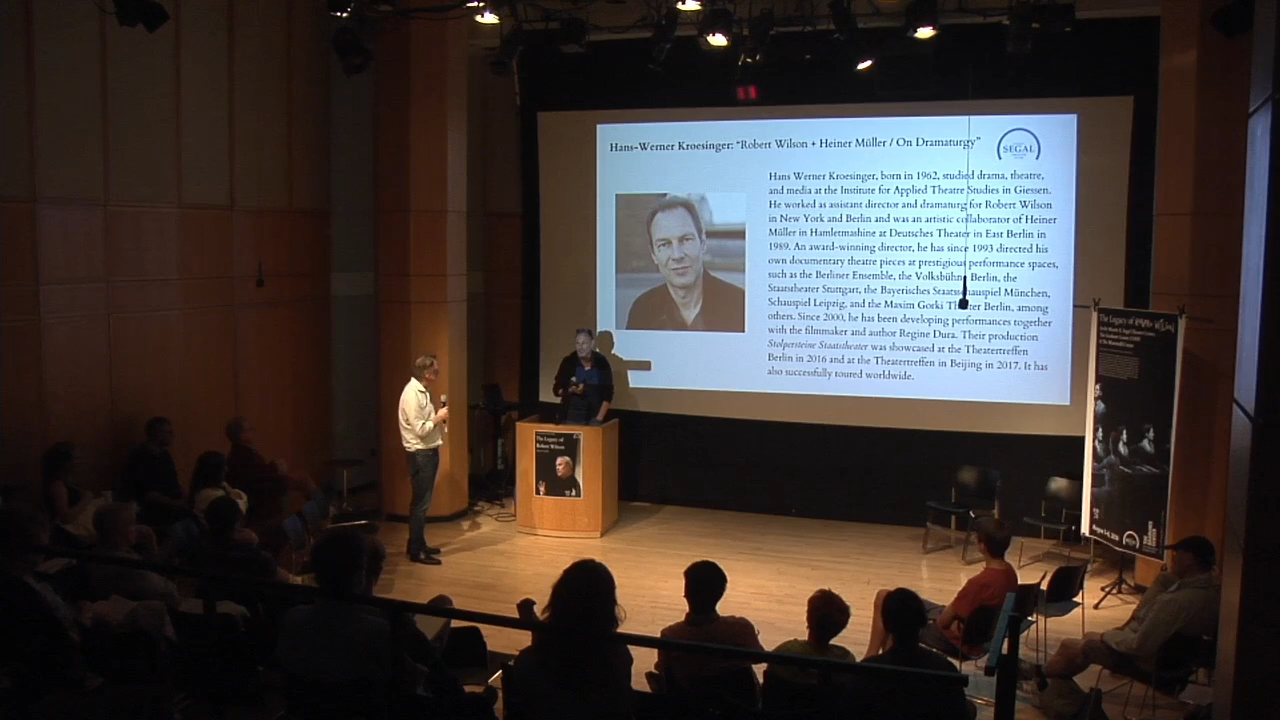 Hans-Werner Kroesinger: “Robert Wilson + Heiner Müller / On Dramaturgy”
SEGAL
Hans Werner Kroesinger, born in 1962, studied drama, theatre,
and media at the Institute for Applied Theatre Studies in Giessen.
He worked as assistant director and dramaturg for Robert Wilson
in New York and Berlin and was an artistic collaborator of Heiner
Müller in Hamletmashine at Deutsches Theater in East Berlin in
1989. An award-winning director, he has since 1993 directed his
own documentary theatre pieces at prestigious performance spaces,
such as the Berliner Ensemble, the Volksbühne Berlin, the
Staatstheater Stuttgart, the Bayerisches Staatsschauspiel München,
Schauspiel Leipzig, and the Maxim Gorki Theater Berlin, among
others. Since 2000, he has been developing performances together
with the filmmaker and author Regine Dura. Their production
Stolpersteine Staatstheater was showcased at the Theatertreffen
Berlin in 2016 and at the Theatertreffen in Beijing in 2017. It has
also successfully toured worldwide.
The Legacy of
Robert Wilson
The Legacy of ROBERT WILSON